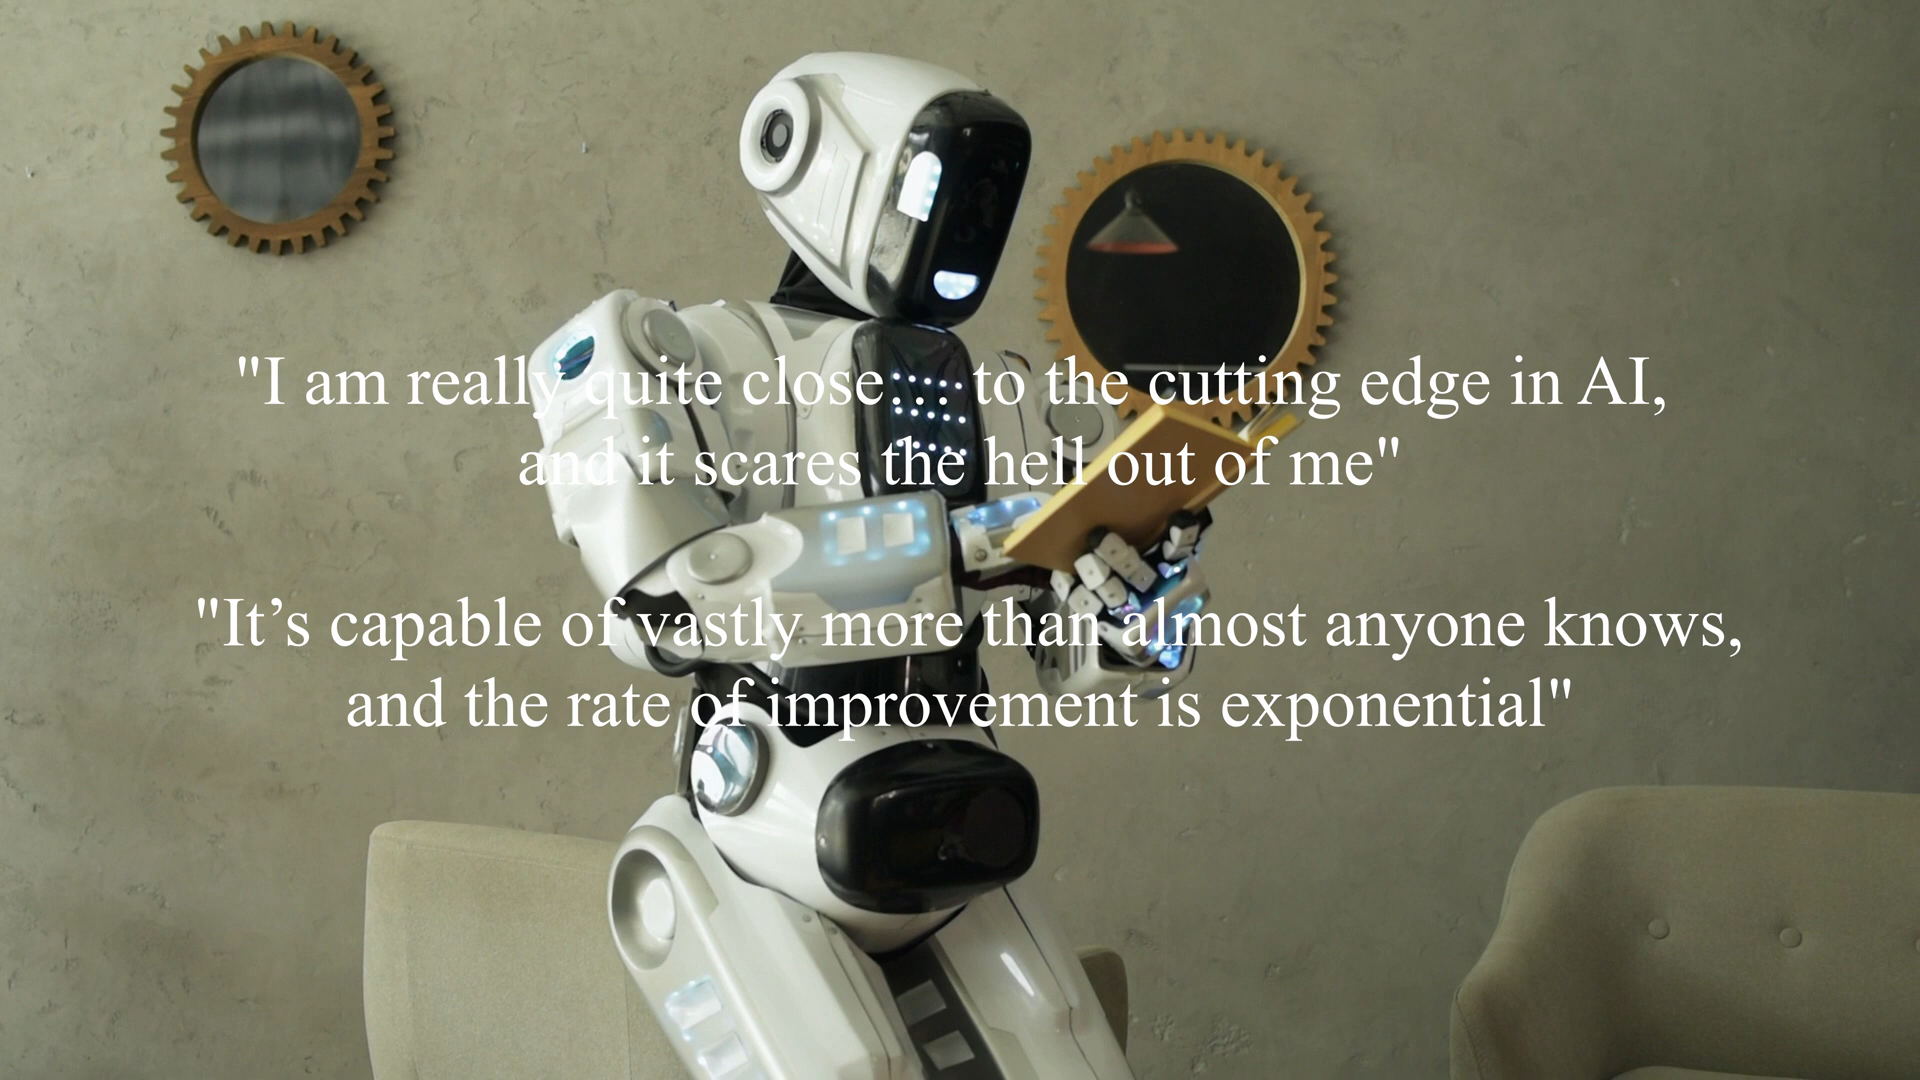 "I am really quite close… to the cutting edge in AI,
and it scares the hell out of me"
"It’s capable of vastly more than almost anyone knows,
and the rate of improvement is exponential"